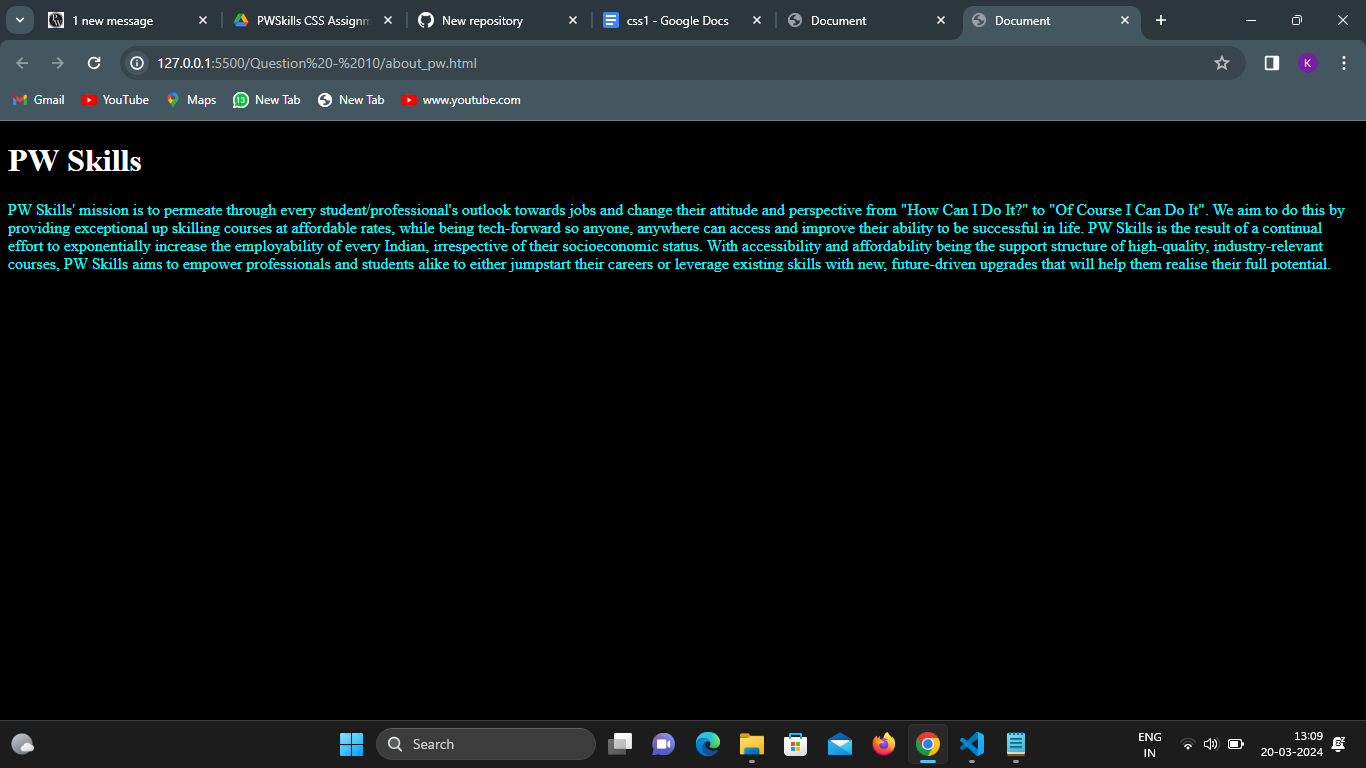 1 new message
PWSkills CSS Assignm
New repository
css1 - Google Docs
Document
Document
127.0.0.1:5500/Question%20-%2010/about_pw.html
K
Gmail
YouTube
Maps
13
New Tab
New Tab
www.youtube.com
PW Skills
PW Skills' mission is to permeate through every student/professional's outlook towards jobs and change their attitude and perspective from "How Can I Do It?" to "Of Course I Can Do It". We aim to do this by
providing exceptional up skilling courses at affordable rates, while being tech-forward so anyone, anywhere can access and improve their ability to be successful in life. PW Skills is the result of a continual
effort to exponentially increase the employability of every Indian, irrespective of their socioeconomic status. With accessibility and affordability being the support structure of high-quality, industry-relevant
courses, PW Skills aims to empower professionals and students alike to either jumpstart their careers or leverage existing skills with new, future-driven upgrades that will help them realise their full potential.
Search
ENG
IN
13:09
20-03-2024